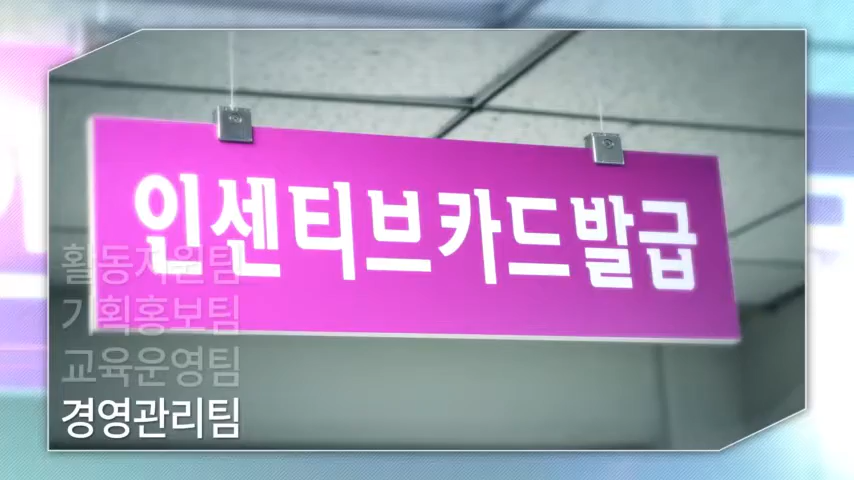 인센티브카드발급
활동지원팀
기획홍보팀
교육운영팀
경영관리팀